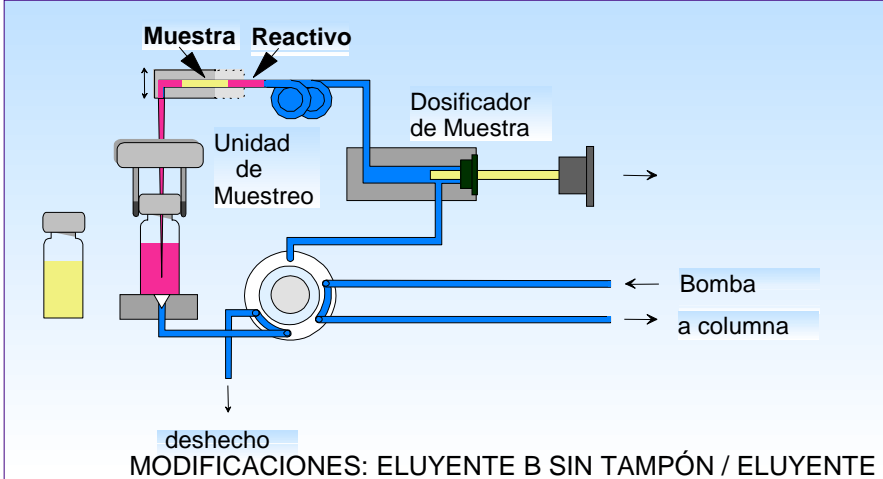 Muestra Reactivo
Dosificador
de Muestra
Unidad
de
Muestreo
Bomba
a columna
deshecho
MODIFICACIONES: ELUYENTE B SIN TAMPÓN / ELUYENTE